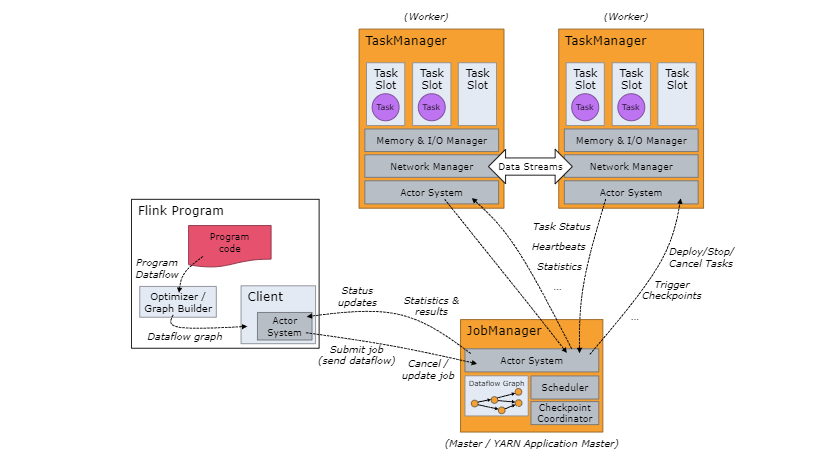 (Worker)
(Worker)
TaskManager
TaskManager
Task
Slot
Task
Slot
Task
Slot
Task
Slot
Task
Slot
Task
Slot
Task
Task
Task
Task
Memory & I/O Manager
Memory & I/O Manager
Network Manager
Data Streams
Network Manager
Actor System
Actor System
Flink Program
Program
code
Program
Dataflow
Optimizer /
Graph Builder
Dataflow graph
Client
Actor
System
Status
updates
Statistics &
results
Submit job
(send dataflow)
Cancel /
update job
Task Status
Heartbeats
Statistics
...
Deploy/Stop/
Cancel Tasks
Trigger
Checkpoints
...
JobManager
Actor System
Dataflow Graph
Scheduler
Checkpoint
Coordinator
(Master / YARN Application Master)